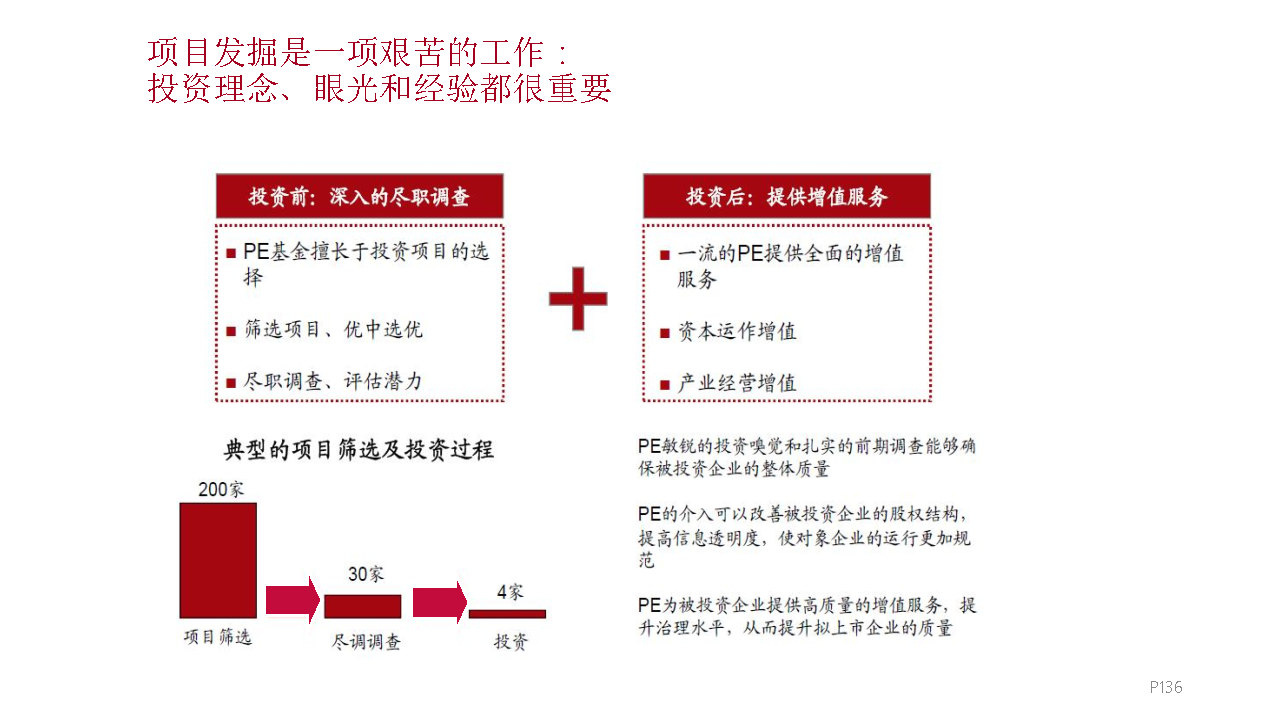 项目发掘是一项艰苦的工作：
投资理念、眼光和经验都很重要
投资前：深入的尽职调查
PE基金擅长于投资项目的选
择
筛选项目、优中选优
尽职调查、评估潜力
投资后：提供增值服务
一流的PE提供全面的增值
服务
资本运作增值
产业经营增值
典型的项目筛选及投资过程
200家
30家
4家
项目筛选
尽调调查
投资
PE敏锐的投资嗅觉和扎实的前期调查能够确
保被投资企业的整体质量
PE的介入可以改善被投资企业的股权结构，
提高信息透明度，使对象企业的运行更加规
范
PE为被投资企业提供高质量的增值服务，提
升治理水平，从而提升拟上市企业的质量
P136